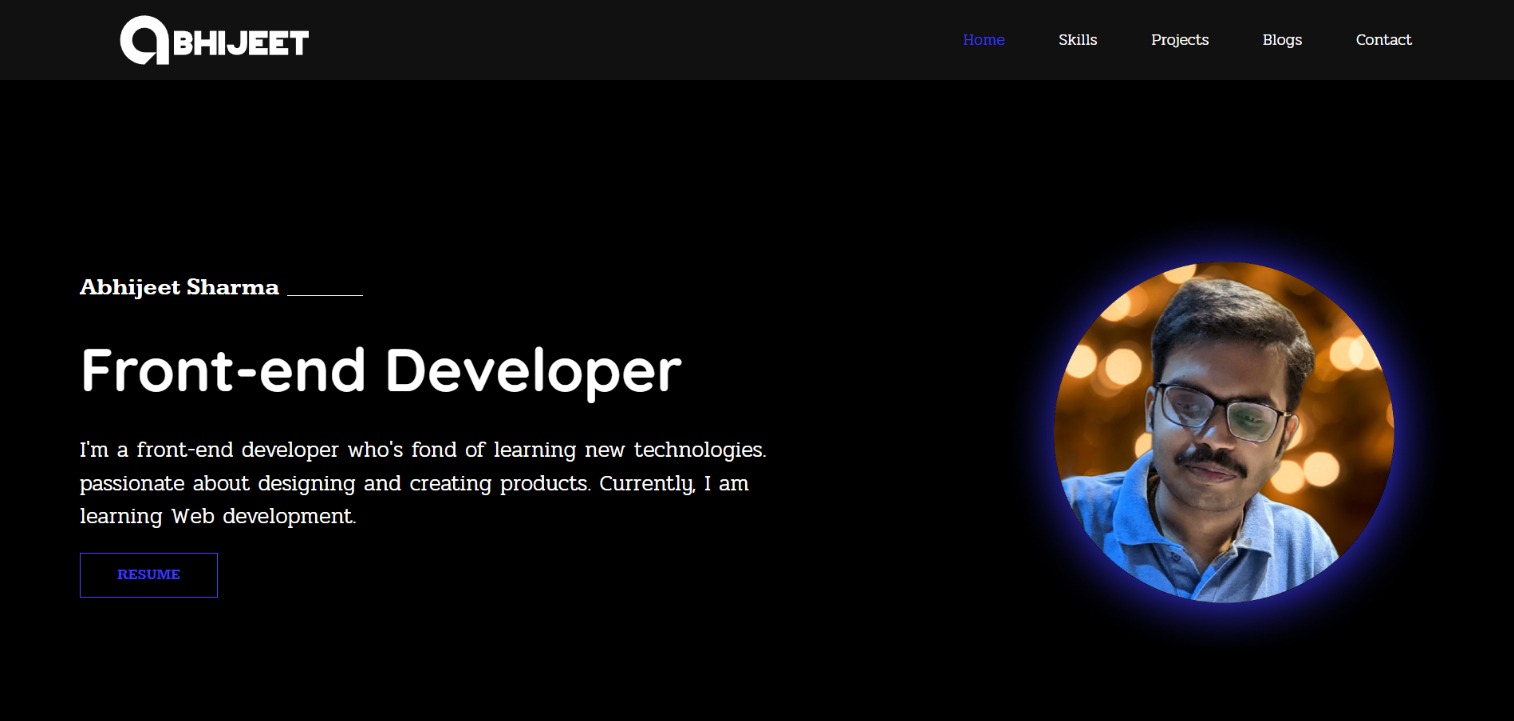 aBHIJEET
Home Skills Projects Blogs Contact
Abhijeet Sharma ______
Front-end Developer
I'm a front-end developer who's fond of learning new technologies.
passionate about designing and creating products. Currently, I am
learning Web development.
RESUME